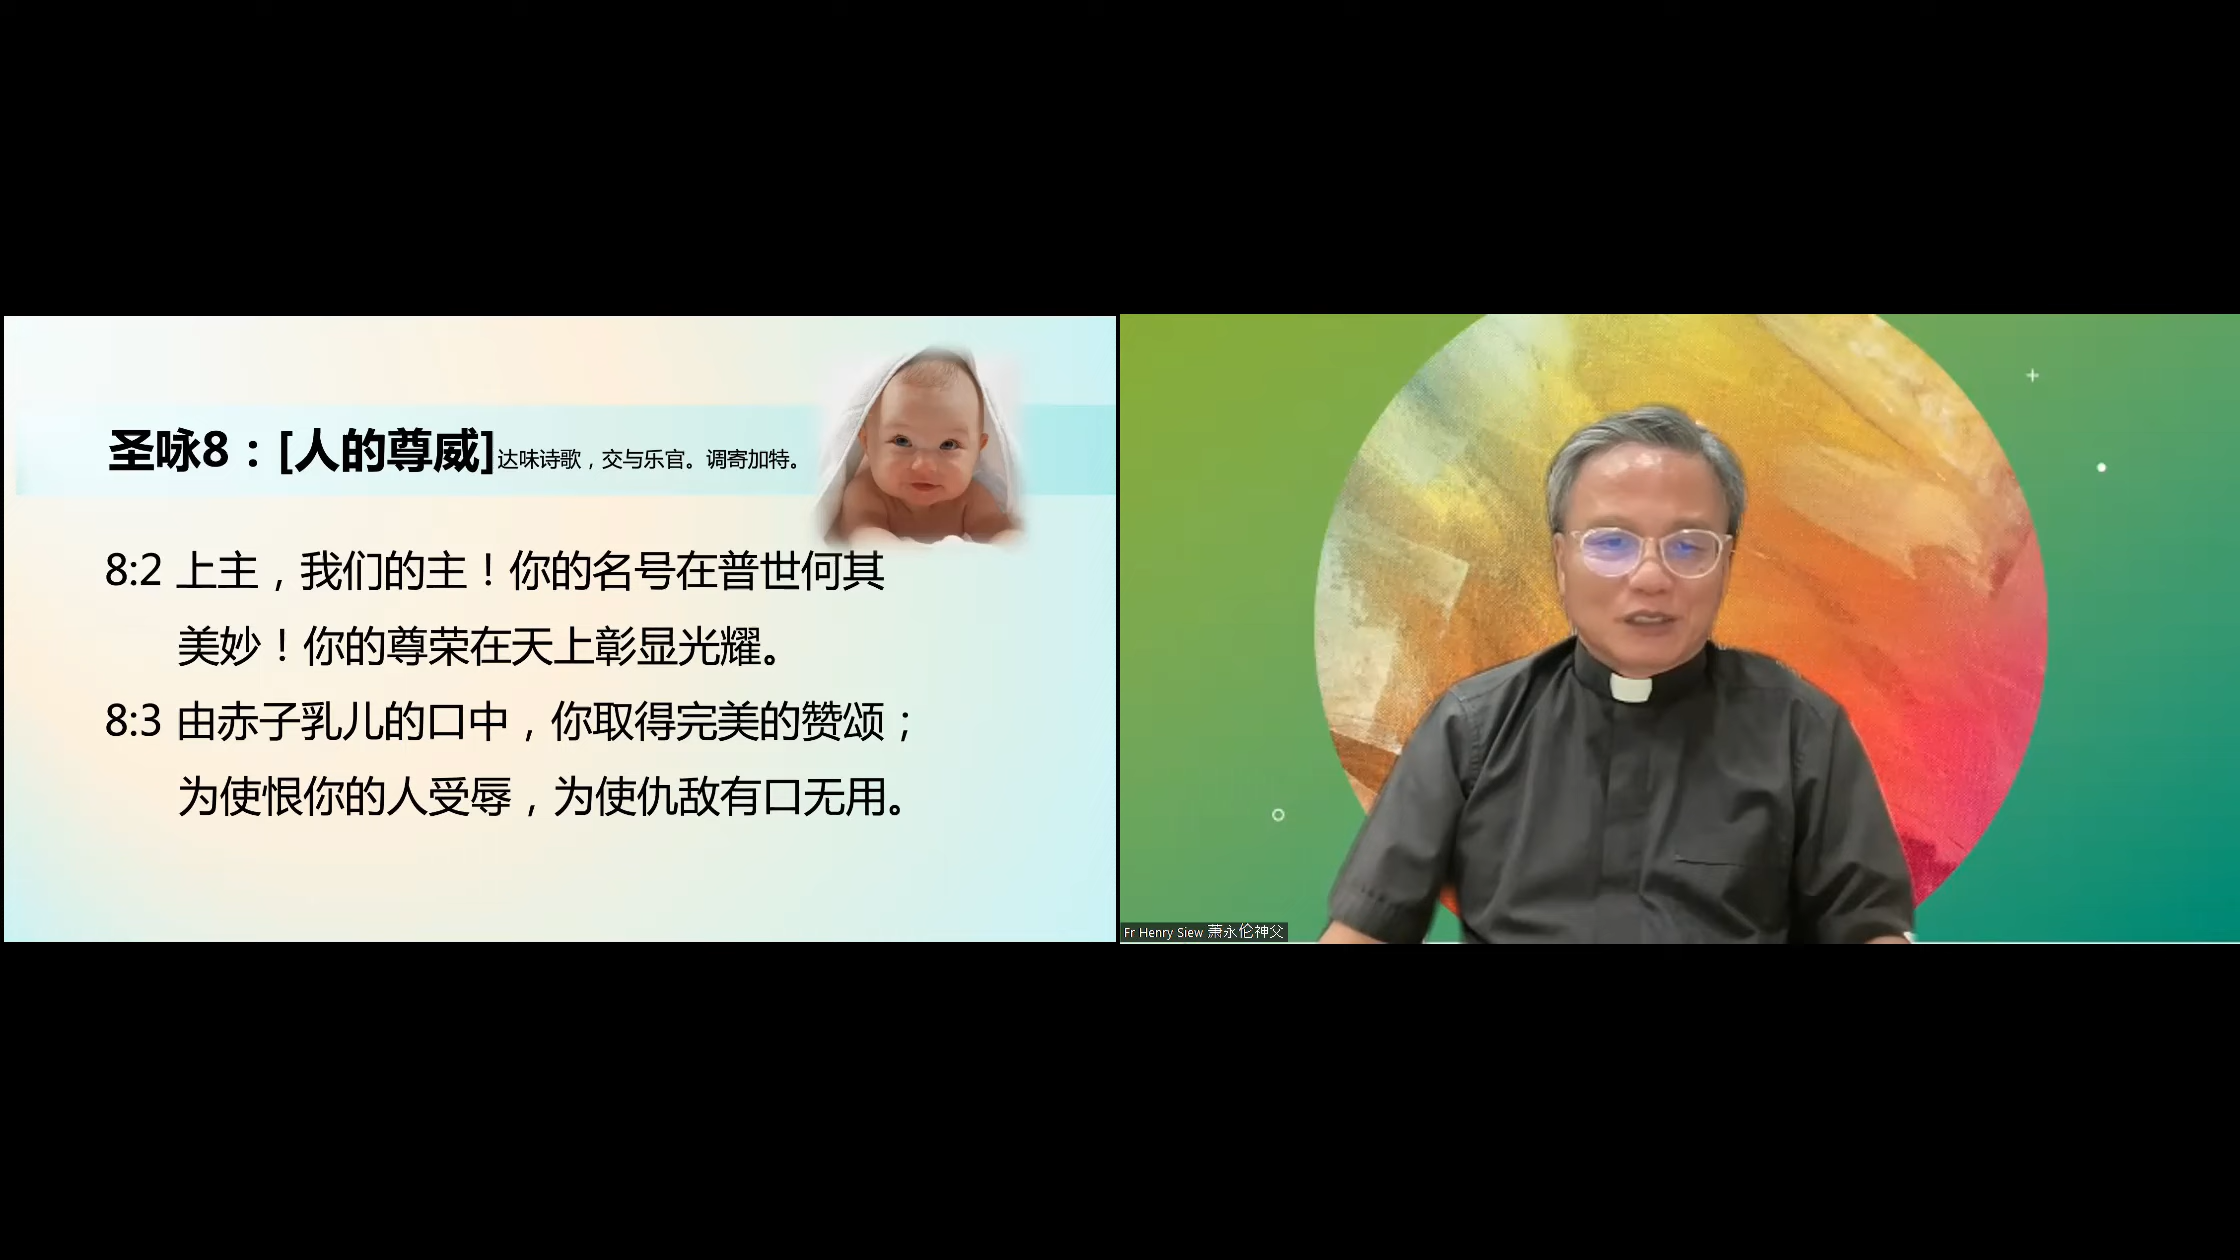 圣咏8：[人的尊威]达味诗歌，交与乐官。调寄加特。
8:2 上主，我们的主！你的名号在普世何其
美妙！你的尊荣在天上彰显光耀。
8:3 由赤子乳儿的口中，你取得完美的赞颂；
为使恨你的人受辱，为使仇敌有口无用。
Fr Henry Siew 萧永伦神父